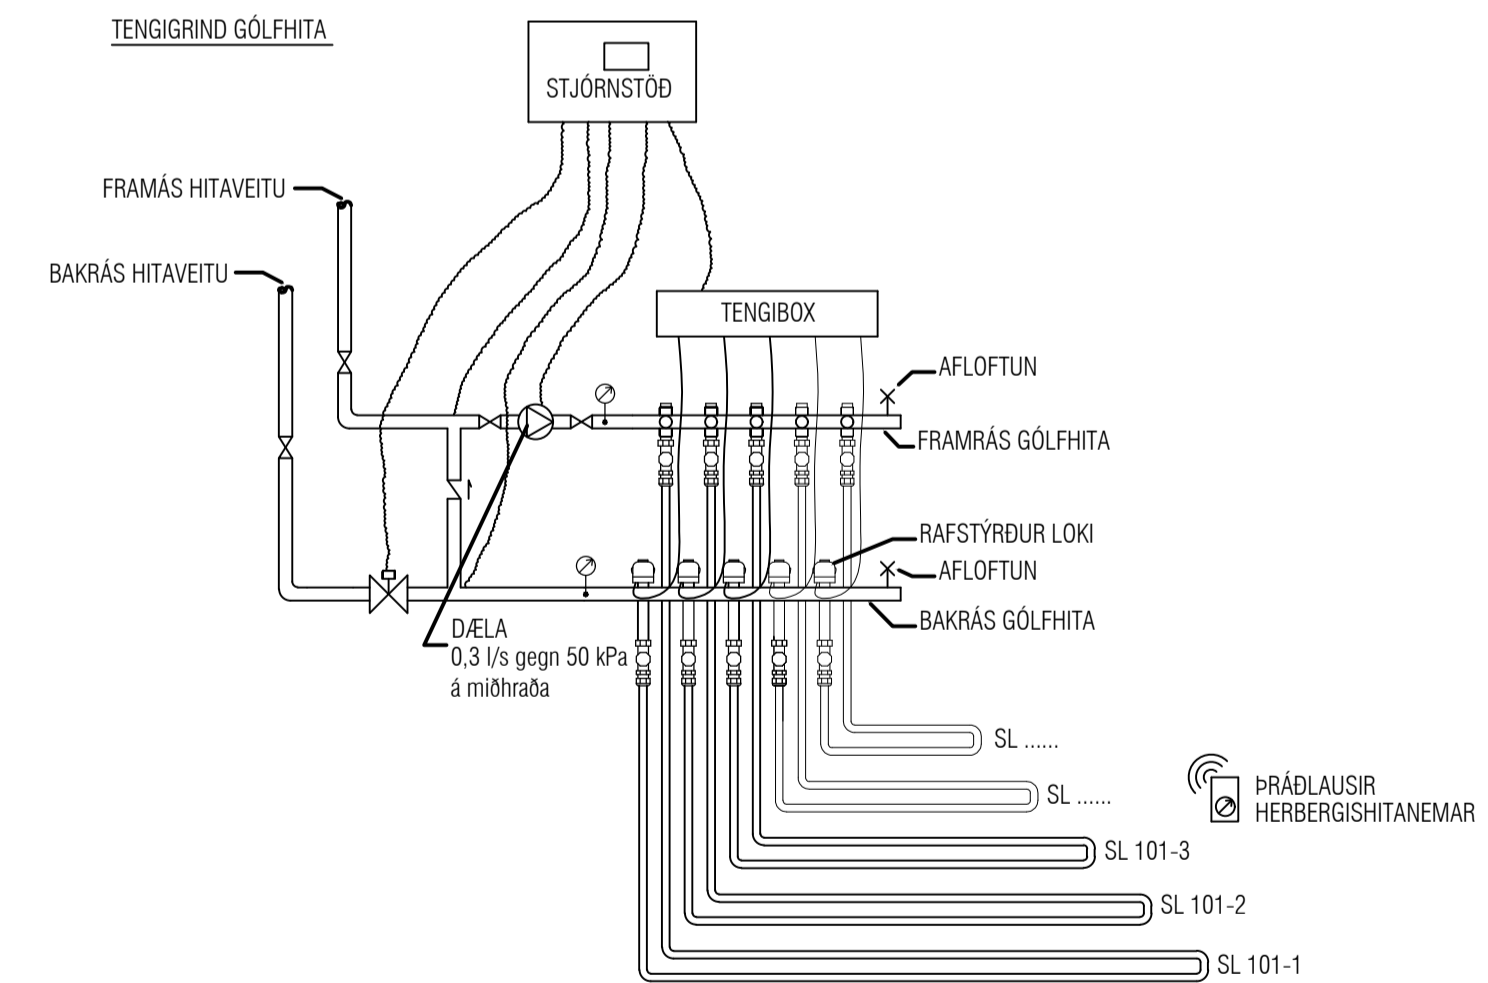 TENGIGRIND GÓLFHITA
STJÓRNSTÖÐ
FRAMÁS HITAVEITU
BAKRÁS HITAVEITU
TENGIBOX
AFLOFTUN
FRAMRÁS GÓLFHITA
RAFSTÝRÐUR LOKI
AFLOFTUN
BAKRÁS GÓLFHITA
DÆLA
0,3 l/s gegn 50 kPa
á miðhraða
SL ......
SL ......
ÞRÁÐLAUSIR
HERBERGISHITANEMAR
SL 101-3
SL 101-2
SL 101-1